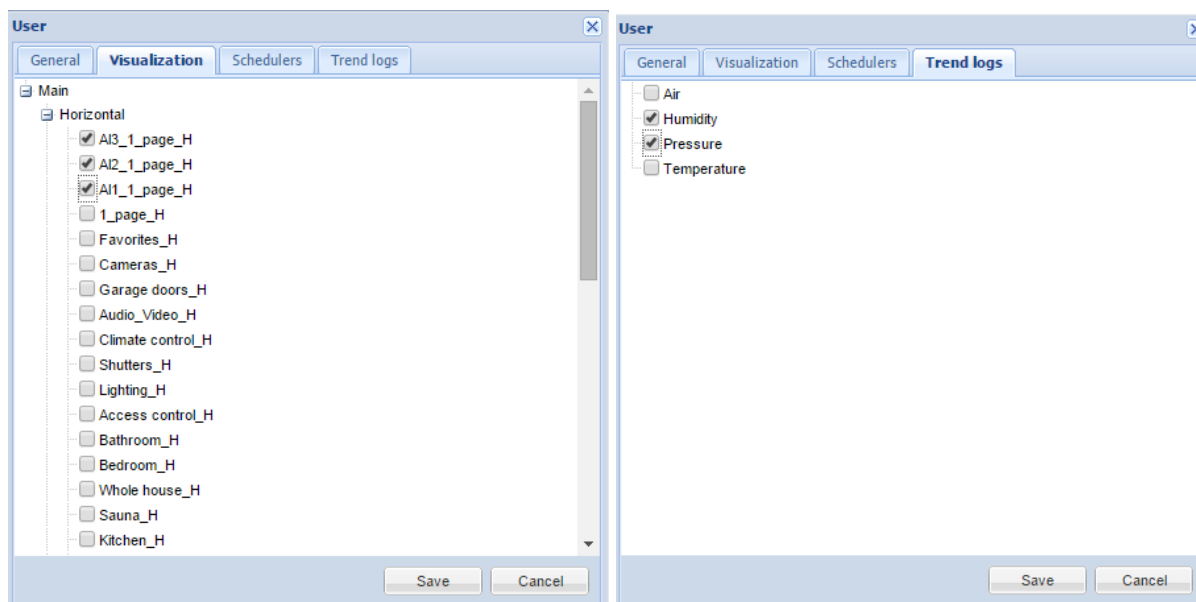 User
General Visualization Schedulers Trend logs
Main
Horizontal
AI3_1_page_H
AI2_1_page_H
AI1_1_page_H
1_page_H
Favorites_H
Cameras_H
Garage doors_H
Audio_Video_H
Climate control_H
Shutters_H
Lighting_H
Access control_H
Bathroom_H
Bedroom_H
Whole house_H
Sauna_H
Kitchen_H
Save Cancel
User
General Visualization Schedulers Trend logs
Air
Humidity
Pressure
Temperature
Save Cancel